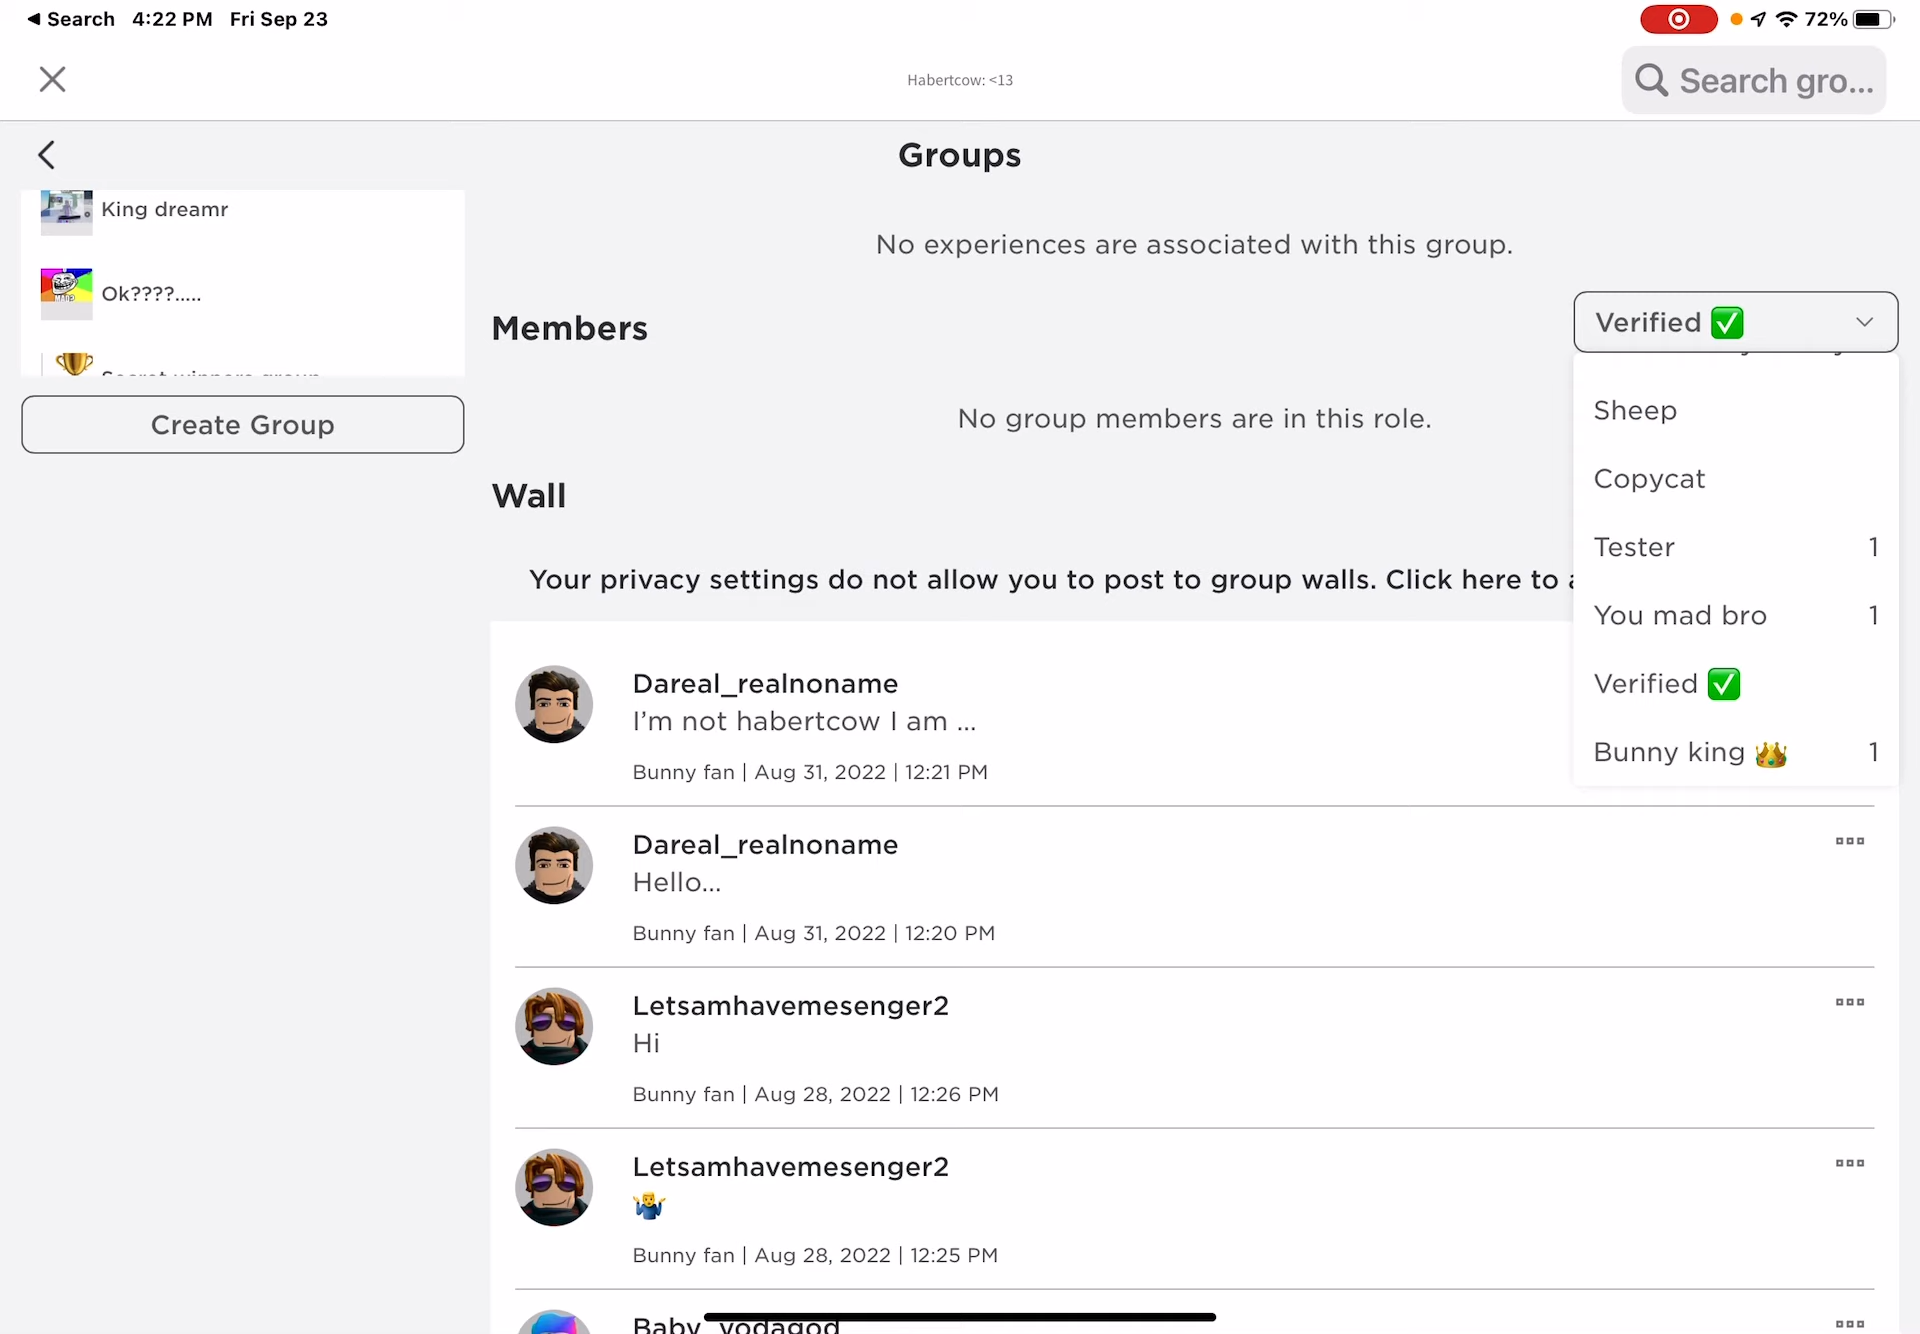 Search 4:22 PM Fri Sep 23
72%
Habertcow: <13
Search gro...
Groups
King dreamr
Ok????.....
Create Group
No experiences are associated with this group.
Members
Verified ✅
No group members are in this role.
Sheep
Copycat
Tester 1
You mad bro 1
Verified ✅
Bunny king 👑 1
Wall
Your privacy settings do not allow you to post to group walls. Click here to
Dareal_realnoname
I'm not habertcow I am ...
Bunny fan | Aug 31, 2022 | 12:21 PM
Dareal_realnoname
Hello...
Bunny fan | Aug 31, 2022 | 12:20 PM
Letsamhavemesenger2
Hi
Bunny fan | Aug 28, 2022 | 12:26 PM
Letsamhavemesenger2
🤷‍♂️
Bunny fan | Aug 28, 2022 | 12:25 PM
Baby_yodagod